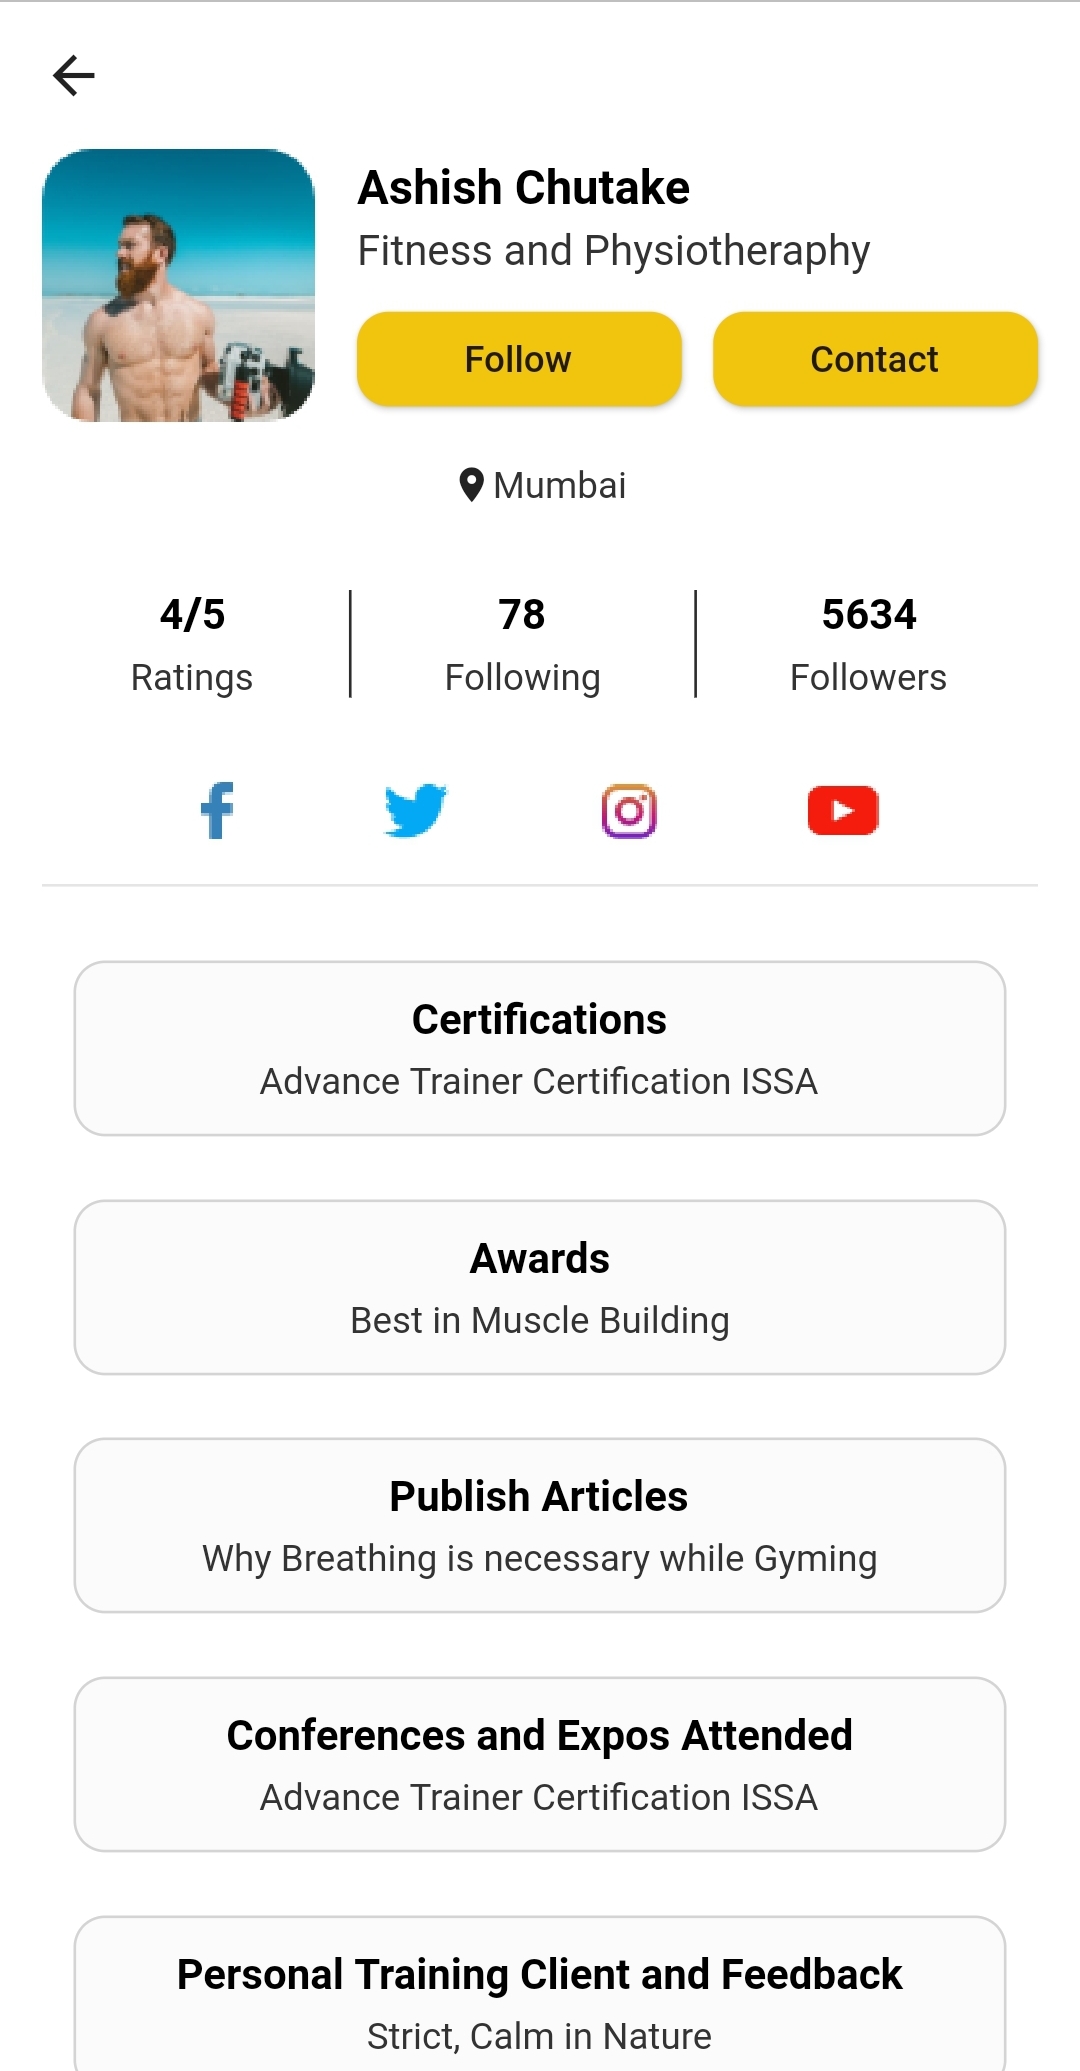 Ashish Chutake
Fitness and Physiotheraphy
Follow
Contact
Mumbai
4/5
78
5634
Ratings
Following
Followers
Certifications
Advance Trainer Certification ISSA
Awards
Best in Muscle Building
Publish Articles
Why Breathing is necessary while Gyming
Conferences and Expos Attended
Advance Trainer Certification ISSA
Personal Training Client and Feedback
Strict, Calm in Nature